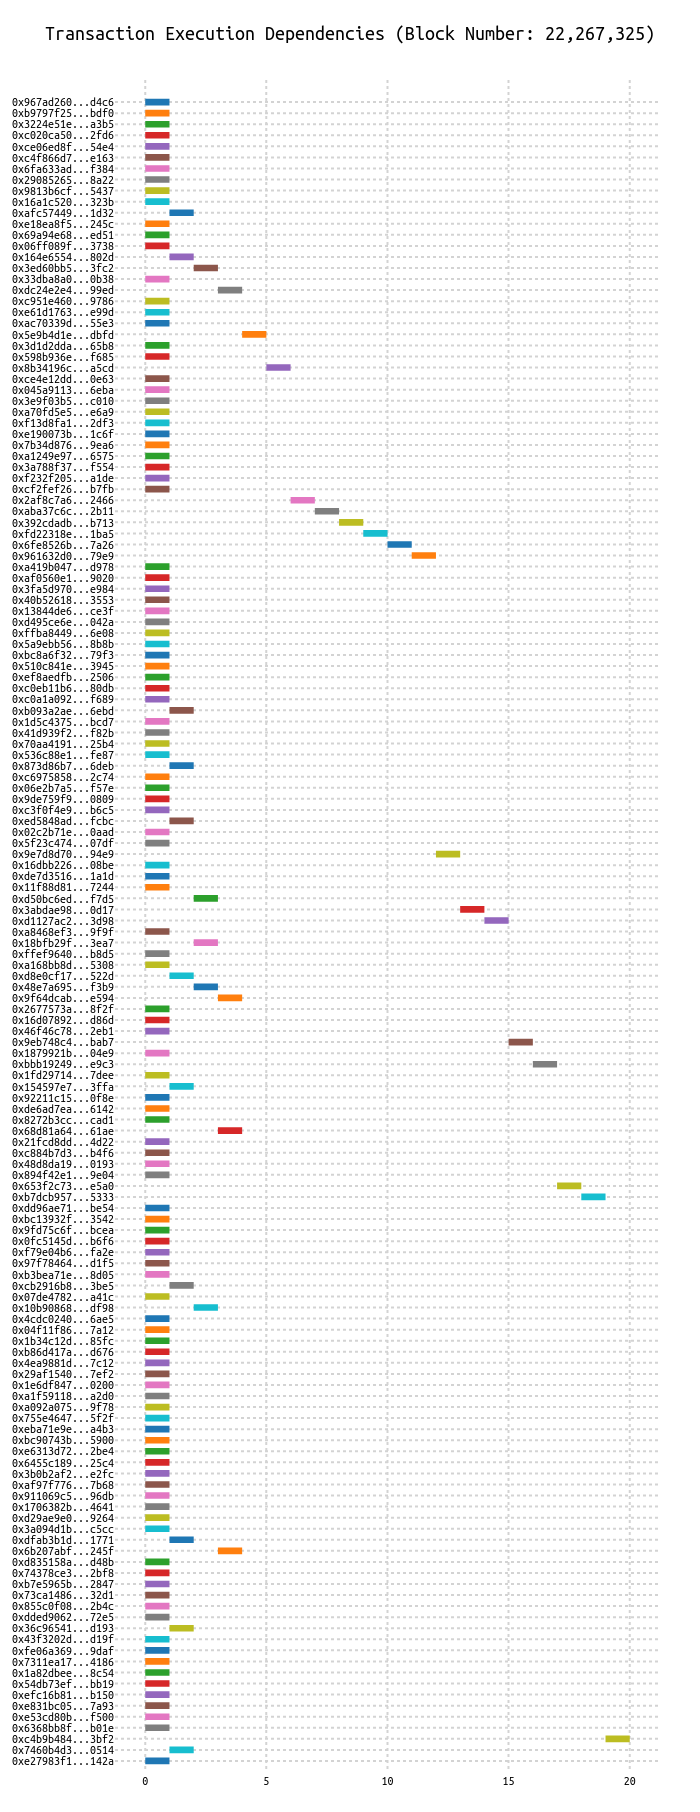 Transaction Execution Dependencies (Block Number: 22,267,325)
0x967ad260...d4c6
0xb9797f25...bdf0
0x3224e51e...a3b5
0xc020ca50...2fd6
0xce06ed8f...54e4
0xc4f866d7...e163
0x6fa633ad...f384
0x29085265...8a22
0x9813b6cf...5437
0x16a1c520...323b
0xafc57449...1d32
0xe18ea8f5...245c
0x69a94e68...ed51
0x06ff089f...3738
0x164e6554...802d
0x3ed60bb5...3fc2
0x33dba8a0...0b38
0xdc24e2e4...99ed
0xc951e460...9786
0xe61d1763...e99d
0xac70339d...55e3
0x5e9b4d1e...dbfd
0x3d1d2dda...65b8
0x598b936e...f685
0x8b34196c...a5cd
0xce4e12dd...0e63
0x045a9113...6eba
0x3e9f03b5...c010
0xa70fd5e5...e6a9
0xf13d8fa1...2df3
0xe190073b...1c6f
0x7b34d876...9ea6
0xa1249e97...6575
0x3a788f37...f554
0xf232f205...a1de
0xcf2fef26...b7fb
0x2af8c7a6...2466
0xaba37c6c...2b11
0x392cdadb...b713
0xfd22318e...1ba5
0x6fe8526b...7a26
0x961632d0...79e9
0xa419b047...d978
0xaf0560e1...9020
0x3fa5d970...e984
0x40b52618...3553
0x13844de6...ce3f
0xd495ce6e...042a
0xffba8449...6e08
0x5a9ebb56...8b8b
0xbc8a6f32...79f3
0x510c841e...3945
0xef8aedfb...2506
0xc0eb11b6...80db
0xc0a1a092...f689
0xb093a2ae...6ebd
0x1d5c4375...bcd7
0x41d939f2...f82b
0x70aa4191...25b4
0x536c88e1...fe87
0x873d86b7...6deb
0xc6975858...2c74
0x06e2b7a5...f57e
0x9de759f9...0809
0xc3f0f4e9...b6c5
0xed5848ad...fcbc
0x02c2b71e...0aad
0x5f23c474...07df
0x9e7d8d70...94e9
0x16dbb226...08be
0xde7d3516...1a1d
0x11f88d81...7244
0xd50bc6ed...f7d5
0x3abdae98...0d17
0xd1127ac2...3d98
0xa8468ef3...9f9f
0x18bfb29f...3ea7
0xffef9640...b8d5
0xa168bb8d...5308
0xd8e0cf17...522d
0x48e7a695...f3b9
0x9f64dcab...e594
0x2677573a...8f2f
0x16d07892...d86d
0x46f46c78...2eb1
0x9eb748c4...bab7
0x1879921b...04e9
0xbbb19249...e9c3
0x1fd29714...7dee
0x154597e7...3ffa
0x92211c15...0f8e
0xde6ad7ea...6142
0x8272b3cc...cad1
0x68d81a64...61ae
0x21fcd8dd...4d22
0xc884b7d3...b4f6
0x48d8da19...0193
0x894f42e1...9e04
0x653f2c73...e5a0
0xb7dcb957...5333
0xdd96ae71...be54
0xbc13932f...3542
0x9fd75c6f...bcea
0x0fc5145d...b6f6
0xf79e04b6...fa2e
0x97f78464...d1f5
0xb3bea71e...8d05
0xcb2916b8...3be5
0x07de4782...a41c
0x10b90868...df98
0x4cdc0240...6ae5
0x04f11f86...7a12
0x1b34c12d...85fc
0xb86d417a...d676
0x4ea9881d...7c12
0x29af1540...7ef2
0x1e6df847...0200
0xa1f59118...a2d0
0xa092a075...9f78
0x755e4647...5f2f
0xeba71e9e...a4b3
0xbc90743b...5900
0xe6313d72...2be4
0x6455c189...25c4
0x3b0b2af2...e2fc
0xaf97f776...7b68
0x911069c5...96db
0x1706382b...4641
0xd29ae9e0...9264
0x3a094d1b...c5cc
0xdfab3b1d...1771
0x6b207abf...245f
0xd835158a...d48b
0x74378ce3...2bf8
0xb7e5965b...2847
0x73ca1486...32d1
0x855c0f08...2b4c
0xdded9062...72e5
0x36c96541...d193
0x43f3202d...d19f
0xfe06a369...9daf
0x7311ea17...4186
0x1a82dbee...8c54
0x54db73ef...bb19
0xefc16b81...b150
0xe831bc05...7a93
0xe53cd80b...f500
0x6368bb8f...b01e
0xc4b9b484...3bf2
0x7460b4d3...0514
0xe27983f1...142a
0 5 10 15 20